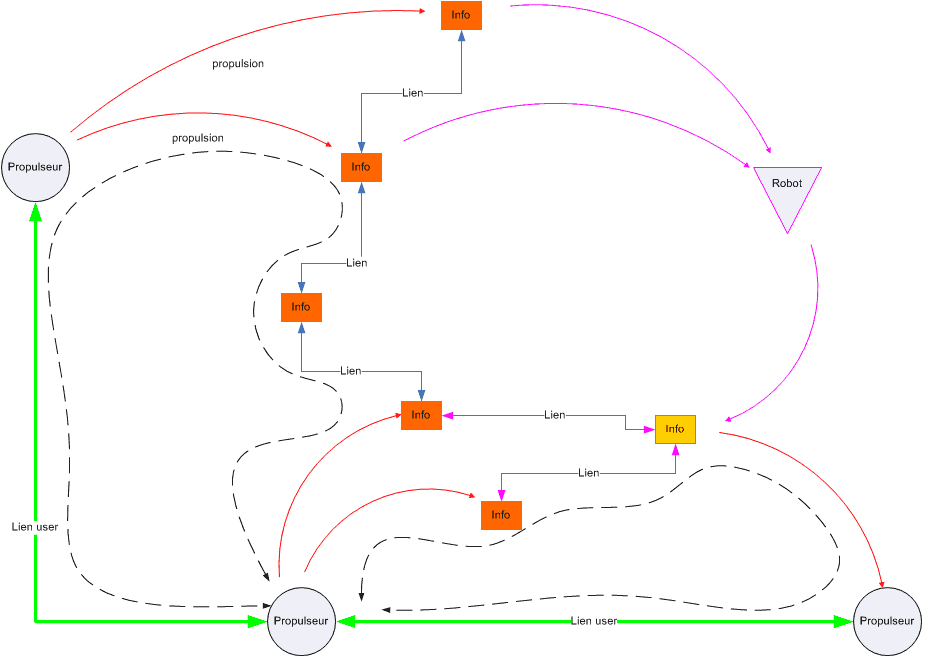 Info
propulsion
Lien
propulsion
Propulseur
Info
Robot
Lien
Info
Lien
Info
Lien
Info
Lien
Info
Lien user
Propulseur
Lien user
Propulseur